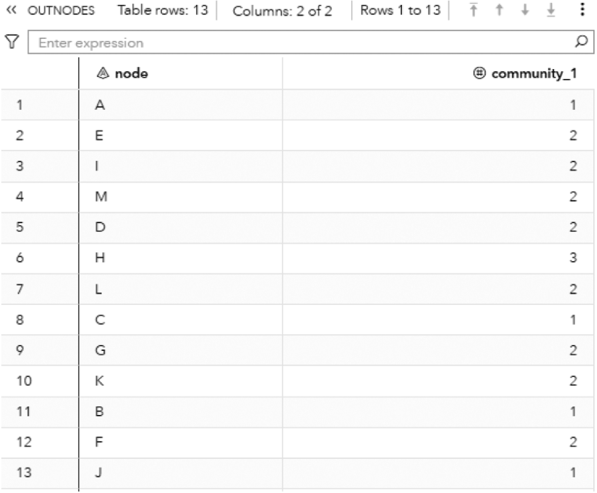 OUTNODES Table rows: 13 Columns: 2 of 2 Rows 1 to 13
Enter expression
node community_1
1 A 1
2 E 2
3 I 2
4 M 2
5 D 2
6 H 3
7 L 2
8 C 1
9 G 2
10 K 2
11 B 1
12 F 2
13 J 1